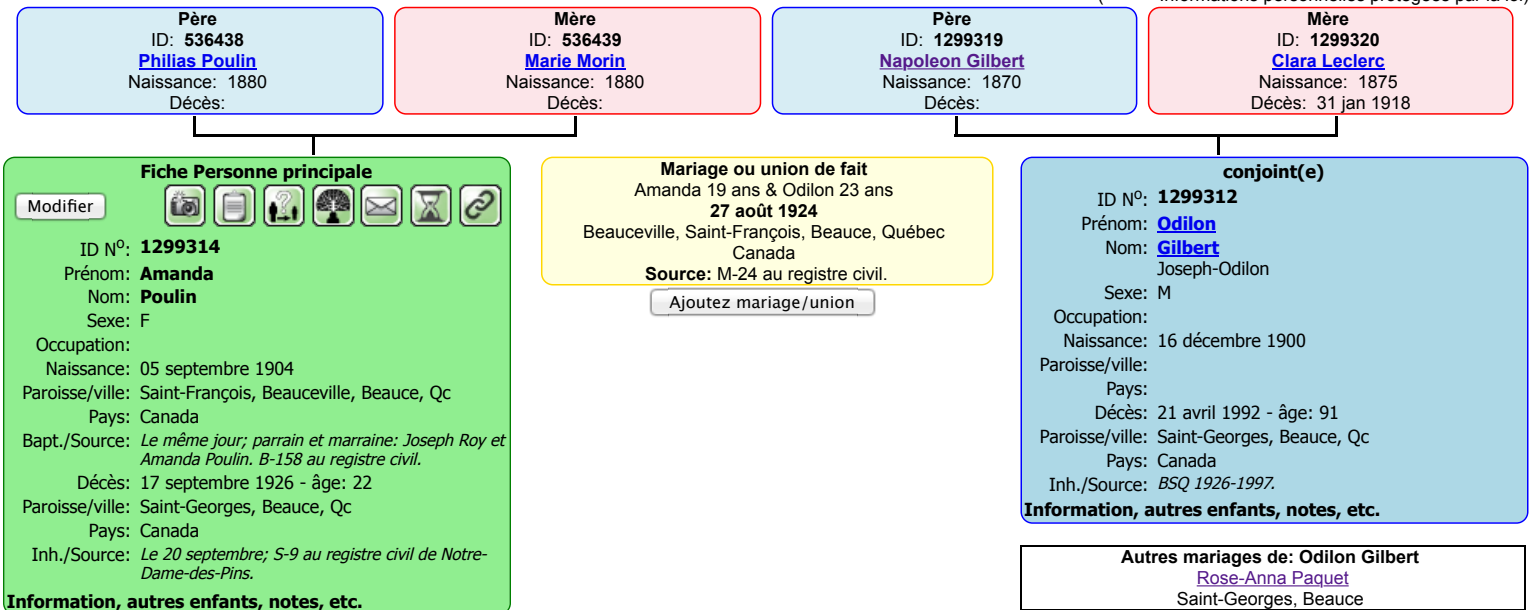 informations personnelles protégées par la loi)
Père
ID: 536438
Philias Poulin
Naissance: 1880
Décès:
Mère
ID: 536439
Marie Morin
Naissance: 1880
Décès:
Père
ID: 1299319
Napoleon Gilbert
Naissance: 1870
Décès:
Mère
ID: 1299320
Clara Leclerc
Naissance: 1875
Décès: 31 jan 1918
Fiche Personne principale
Modifier
ID Nº: 1299314
Prénom: Amanda
Nom: Poulin
Sexe: F
Occupation:
Naissance: 05 septembre 1904
Paroisse/ville: Saint-François, Beauceville, Beauce, Qc
Pays: Canada
Bapt./Source: Le même jour; parrain et marraine: Joseph Roy et
Amanda Poulin. B-158 au registre civil.
Décès: 17 septembre 1926 - âge: 22
Paroisse/ville: Saint-Georges, Beauce, Qc
Pays: Canada
Inh./Source: Le 20 septembre; S-9 au registre civil de Notre-
Dame-des-Pins.
Information, autres enfants, notes, etc.
Mariage ou union de fait
Amanda 19 ans & Odilon 23 ans
27 août 1924
Beauceville, Saint-François, Beauce, Québec
Canada
Source: M-24 au registre civil.
Ajoutez mariage/union
conjoint(e)
ID Nº: 1299312
Prénom: Odilon
Nom: Gilbert
Joseph-Odilon
Sexe: M
Occupation:
Naissance: 16 décembre 1900
Paroisse/ville:
Pays:
Décès: 21 avril 1992 - âge: 91
Paroisse/ville: Saint-Georges, Beauce, Qc
Pays: Canada
Inh./Source: BSQ 1926-1997.
Information, autres enfants, notes, etc.
Autres mariages de: Odilon Gilbert
Rose-Anna Paquet
Saint-Georges, Beauce